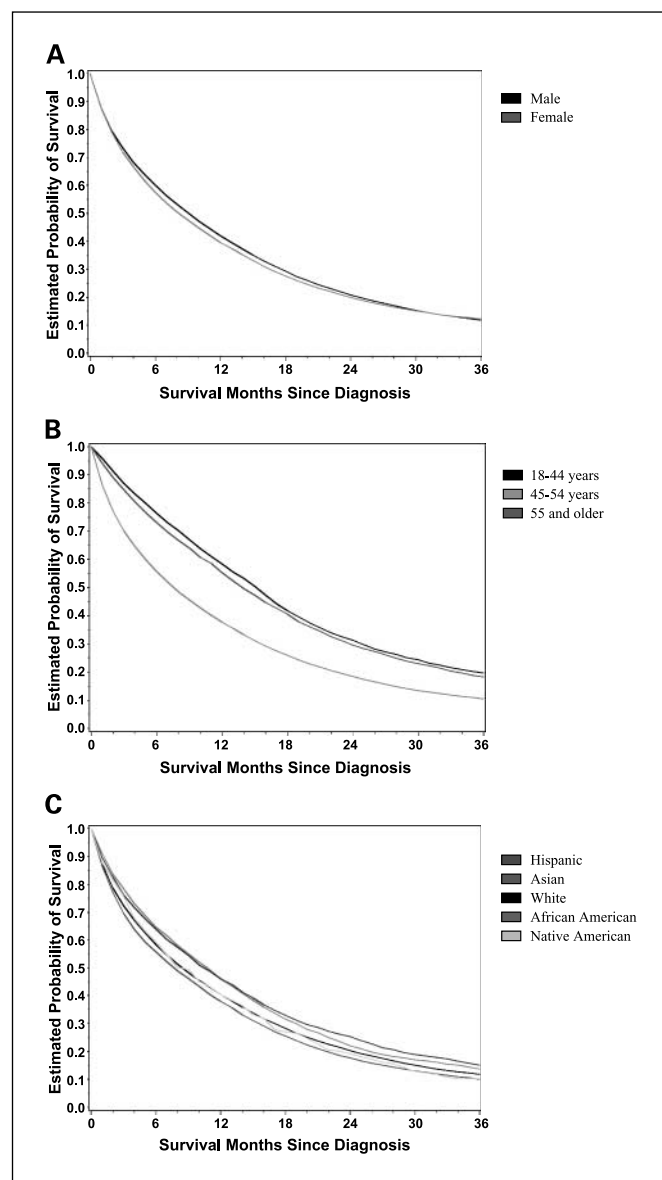 A
1.0
0.9
0.8
0.7
0.6
0.5
0.4
0.3
0.2
0.1
0.0
Estimated Probability of Survival
0 6 12 18 24 30 36
Survival Months Since Diagnosis
Male
Female
B
1.0
0.9
0.8
0.7
0.6
0.5
0.4
0.3
0.2
0.1
0.0
Estimated Probability of Survival
0 6 12 18 24 30 36
Survival Months Since Diagnosis
18-44 years
45-54 years
55 and older
C
1.0
0.9
0.8
0.7
0.6
0.5
0.4
0.3
0.2
0.1
0.0
Estimated Probability of Survival
0 6 12 18 24 30 36
Survival Months Since Diagnosis
Hispanic
Asian
White
African American
Native American